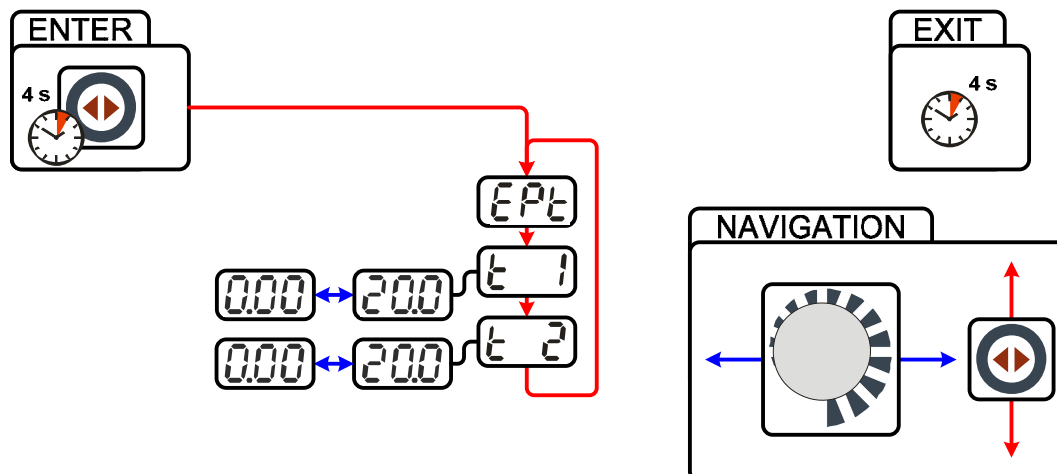 ENTER
EXIT
4 s
4 s
EPt
NAVIGATION
t 1
0.00 20.0
t 2
0.00 20.0